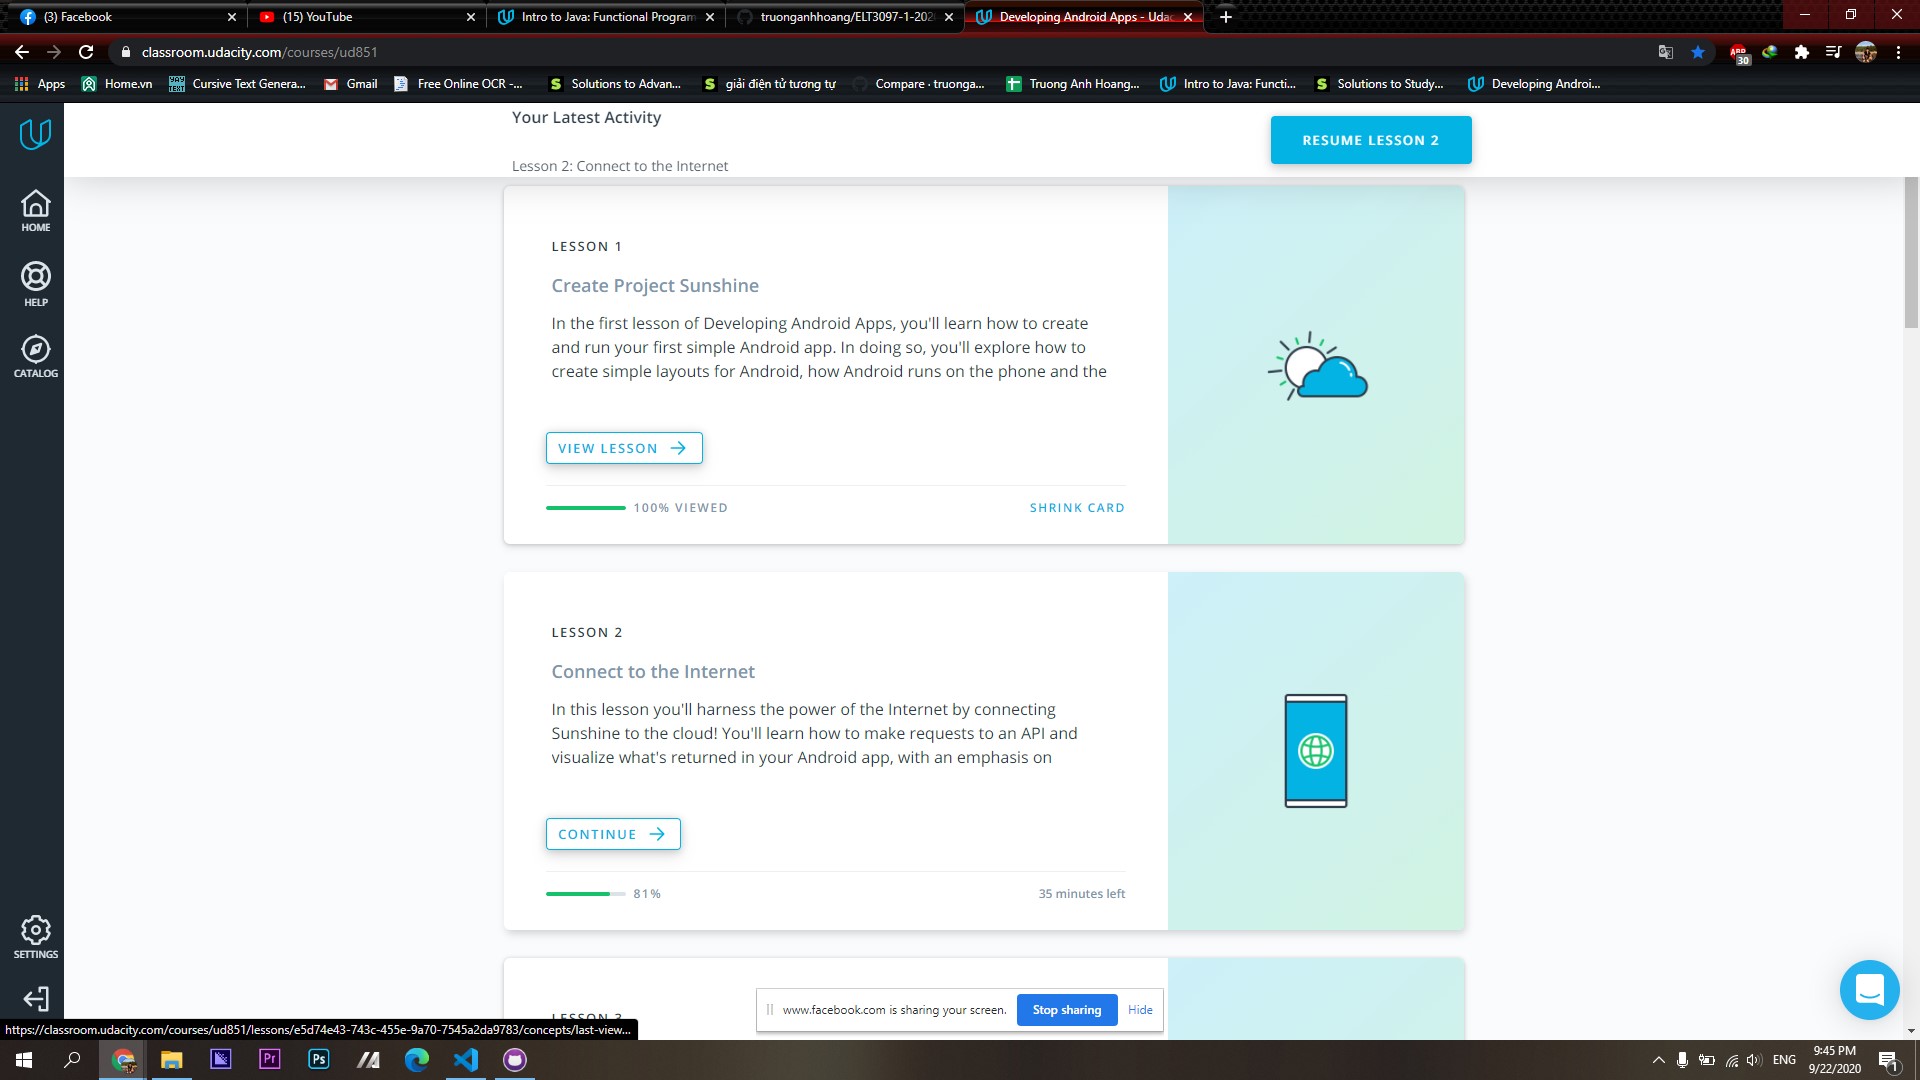 (3) Facebook
(15) YouTube
Intro to Java: Functional Program
truonganhhoang/ELT3097-1-202
Developing Android Apps - Udac
classroom.udacity.com/courses/ud851
ABP
30
Apps
Home.vn
Cursive Text Genera...
Gmail
Free Online OCR -...
Solutions to Advan...
giải điện tử tương tự
Compare · truonga...
Truong Anh Hoang...
Intro to Java: Functi...
Solutions to Study...
Developing Androi...
Your Latest Activity
Lesson 2: Connect to the Internet
RESUME LESSON 2
HOME
HELP
CATALOG
SETTINGS
LESSON 1
Create Project Sunshine
In the first lesson of Developing Android Apps, you'll learn how to create
and run your first simple Android app. In doing so, you'll explore how to
create simple layouts for Android, how Android runs on the phone and the
VIEW LESSON
100% VIEWED
SHRINK CARD
LESSON 2
Connect to the Internet
In this lesson you'll harness the power of the Internet by connecting
Sunshine to the cloud! You'll learn how to make requests to an API and
visualize what's returned in your Android app, with an emphasis on
CONTINUE
81%
35 minutes left
LESSON 3
www.facebook.com is sharing your screen.
Stop sharing
Hide
https://classroom.udacity.com/courses/ud851/lessons/e5d74e43-743c-455e-9a70-7545a2da9783/concepts/last-view...
Pr
Ps
ENG
9:45 PM
9/22/2020
1